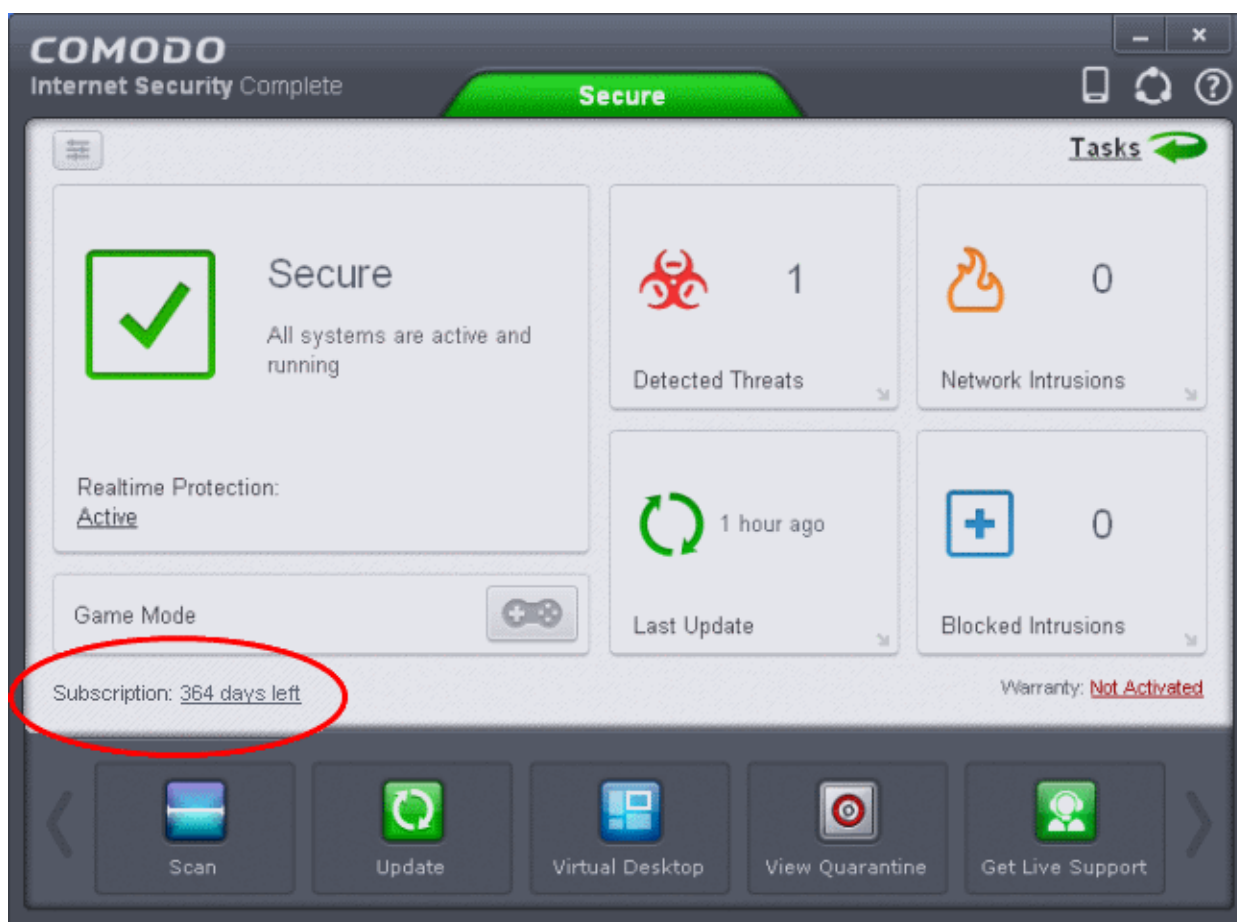 COMODO
Internet Security Complete
Secure
Tasks
Secure
All systems are active and
running
Realtime Protection:
Active
1
Detected Threats
0
Network Intrusions
1 hour ago
Last Update
0
Blocked Intrusions
Game Mode
Subscription: 364 days left
Warranty: Not Activated
Scan
Update
Virtual Desktop
View Quarantine
Get Live Support